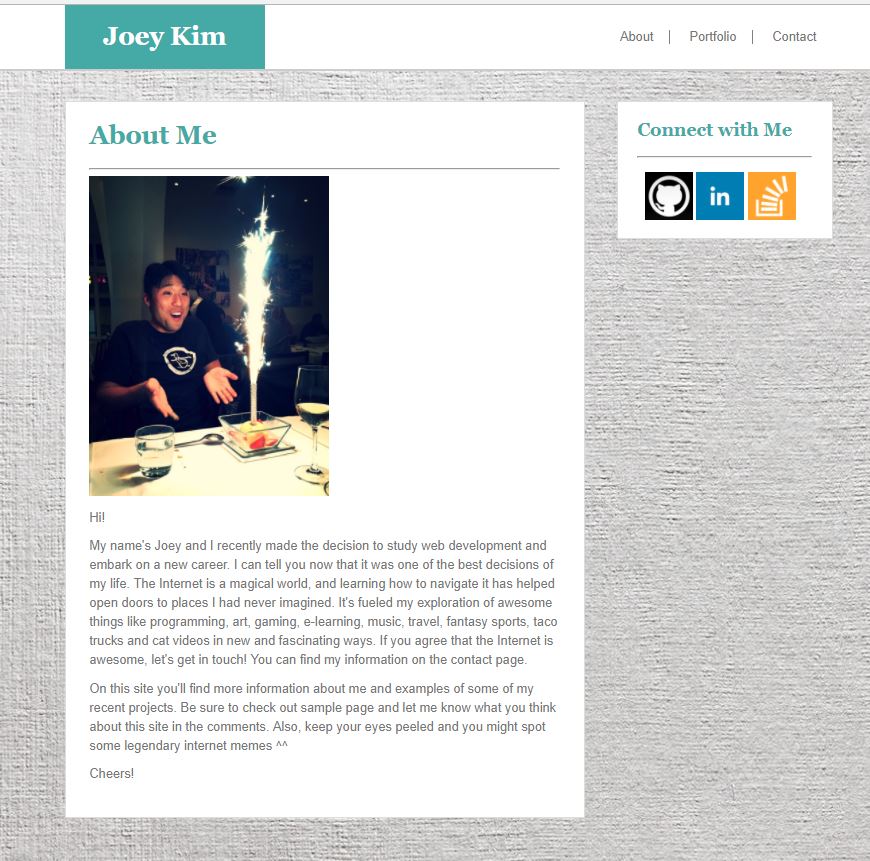 Joey Kim
About
Portfolio
Contact
About Me
Hi!
My name's Joey and I recently made the decision to study web development and
embark on a new career. I can tell you now that it was one of the best decisions of
my life. The Internet is a magical world, and learning how to navigate it has helped
open doors to places I had never imagined. It's fueled my exploration of awesome
things like programming, art, gaming, e-learning, music, travel, fantasy sports, taco
trucks and cat videos in new and fascinating ways. If you agree that the Internet is
awesome, let's get in touch! You can find my information on the contact page.
On this site you'll find more information about me and examples of some of my
recent projects. Be sure to check out sample page and let me know what you think
about this site in the comments. Also, keep your eyes peeled and you might spot
some legendary internet memes ^^
Cheers!
Connect with Me
in